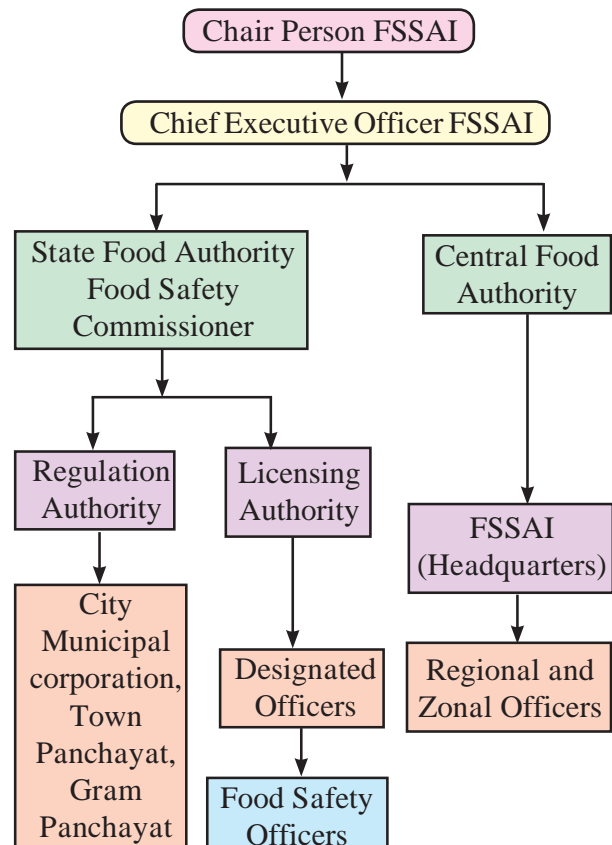 Chair Person FSSAI
Chief Executive Officer FSSAI
State Food Authority
Food Safety
Commissioner
Central Food
Authority
Regulation
Authority
Licensing
Authority
FSSAI
(Headquarters)
City
Municipal
corporation,
Town
Panchayat,
Gram
Panchayat
Designated
Officers
Regional and
Zonal Officers
Food Safety
Officers